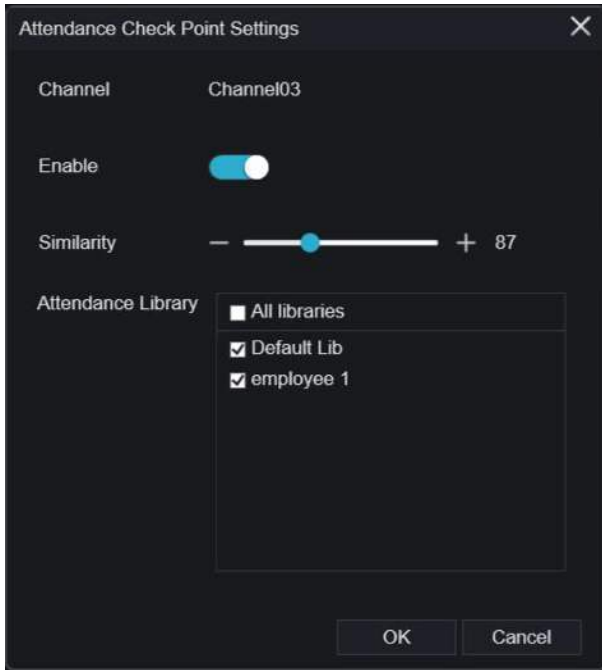 Attendance Check Point Settings
Channel Channel03
Enable
Similarity 87
Attendance Library
All libraries
Default Lib
employee 1
OK Cancel